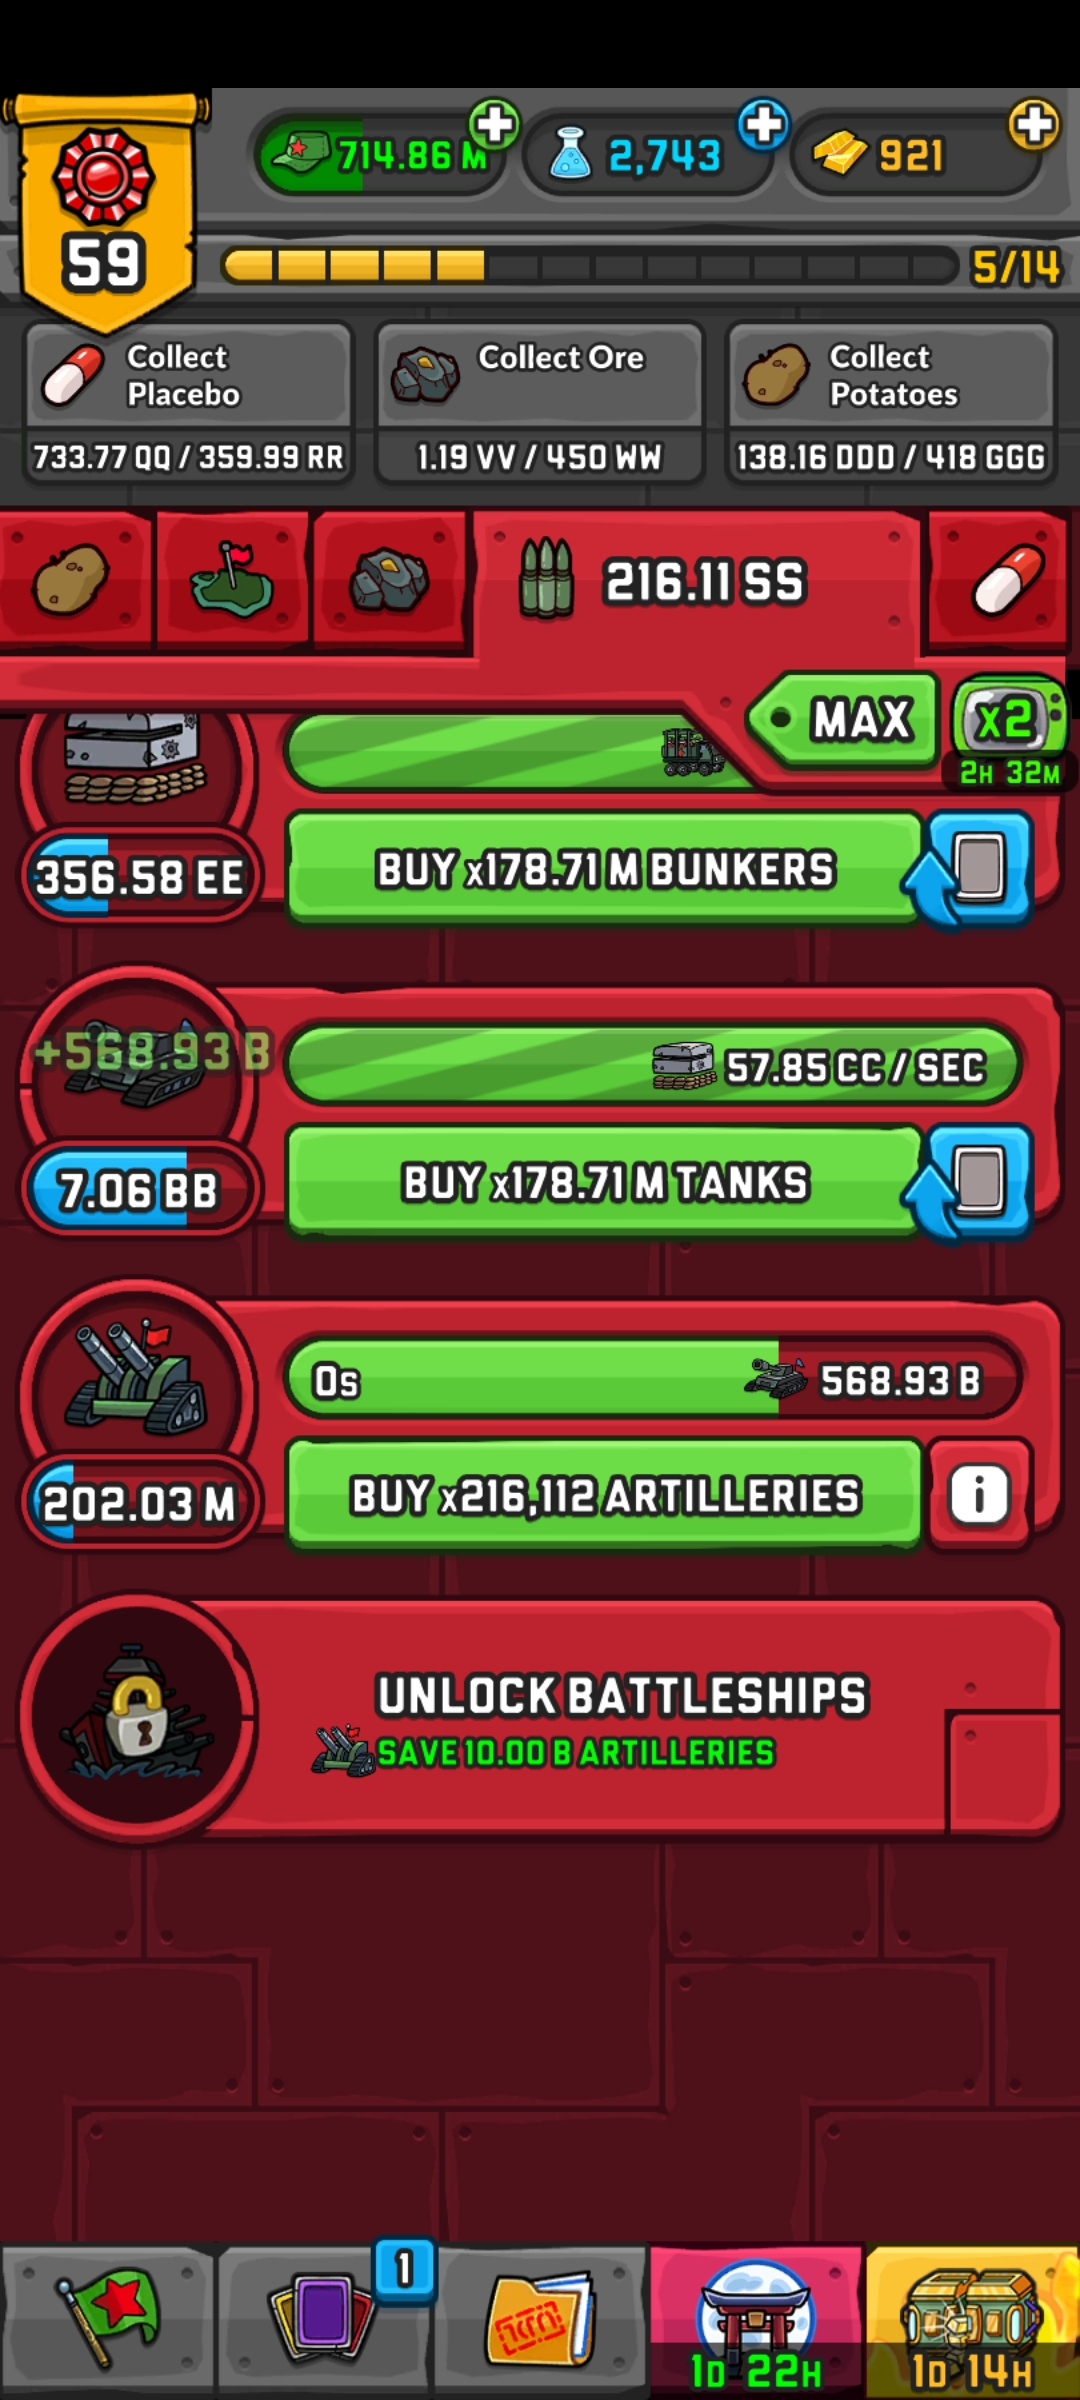 714.86 M
2,743
921
59
5/14
Collect
Placebo
733.77 QQ / 359.99 RR
Collect Ore
1.19 VV / 450 WW
Collect
Potatoes
138.16 DDD / 418 GGG
216.11 SS
MAX
x2
2H 32M
356.58 EE
BUY x178.71 M BUNKERS
+568.93 B
57.85 CC / SEC
7.06 BB
BUY x178.71 M TANKS
0s
568.93 B
202.03 M
BUY x216,112 ARTILLERIES
i
UNLOCK BATTLESHIPS
SAVE 10.00 B ARTILLERIES
1
1D 22H
1D 14H